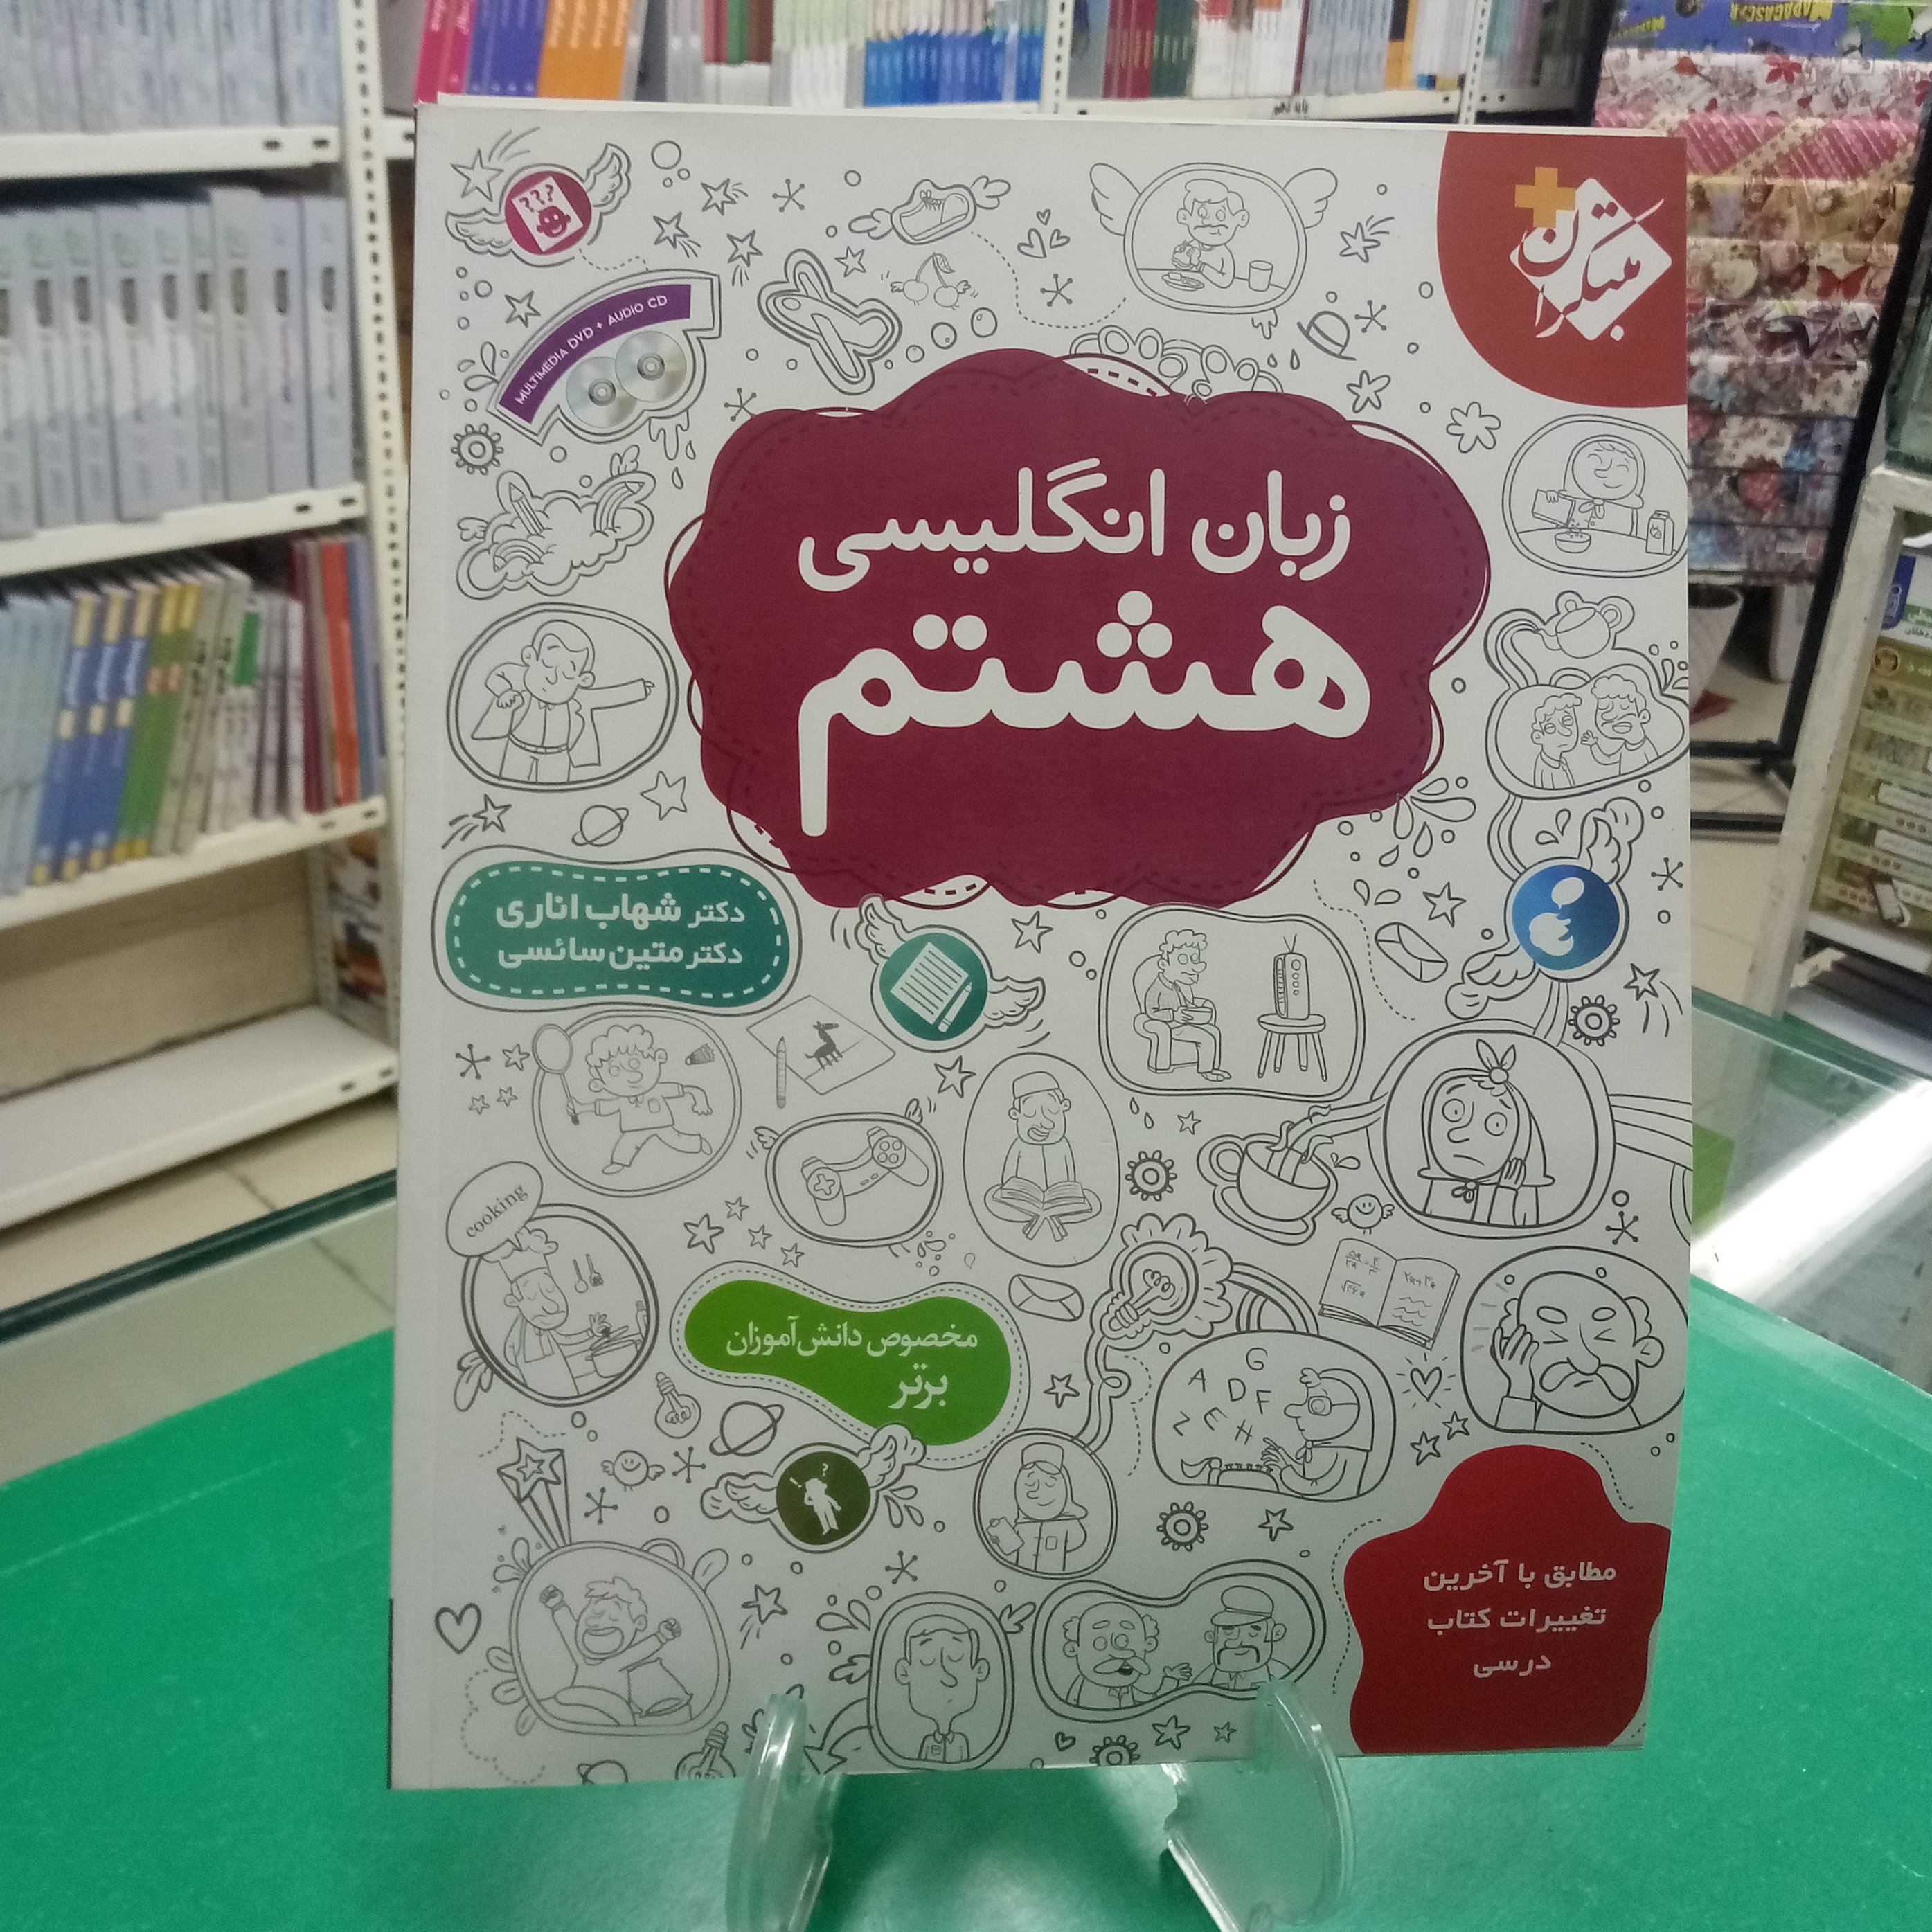 مبتکران
MULTIMEDIA DVD + AUDIO CD
زبان انگلیسی
هشتم
دکتر شهاب اناری
دکتر متین سائسی
cooking
مخصوص دانش‌آموزان
برتر
A D F G
Z E H
مطابق با آخرین
تغییرات کتاب
درسی